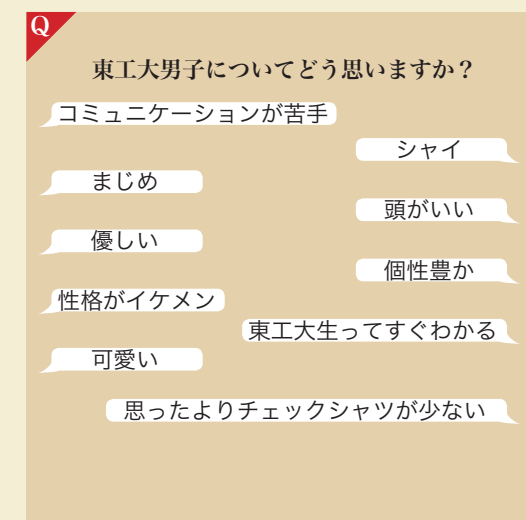 Q
東工大男子についてどう思いますか？
コミュニケーションが苦手
シャイ
まじめ
頭がいい
優しい
個性豊か
性格がイケメン
東工大生ってすぐわかる
可愛い
思ったよりチェックシャツが少ない